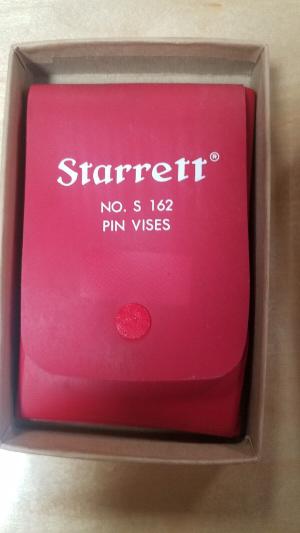 Starrett®
NO. S 162
PIN VISES